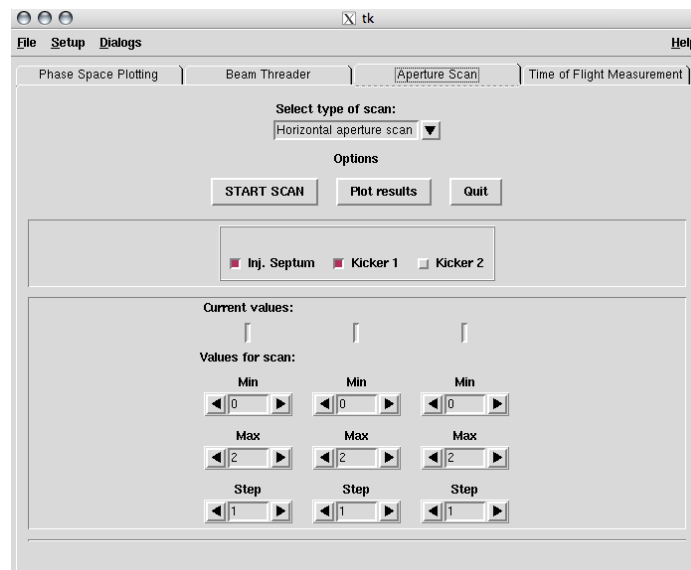 X tk
File Setup Dialogs Help
Phase Space Plotting Beam Threader Aperture Scan Time of Flight Measurement
Select type of scan:
Horizontal aperture scan
Options
START SCAN Plot results Quit
Inj. Septum Kicker 1 Kicker 2
Current values:
Values for scan:
Min Min Min
0 0 0
Max Max Max
2 2 2
Step Step Step
1 1 1